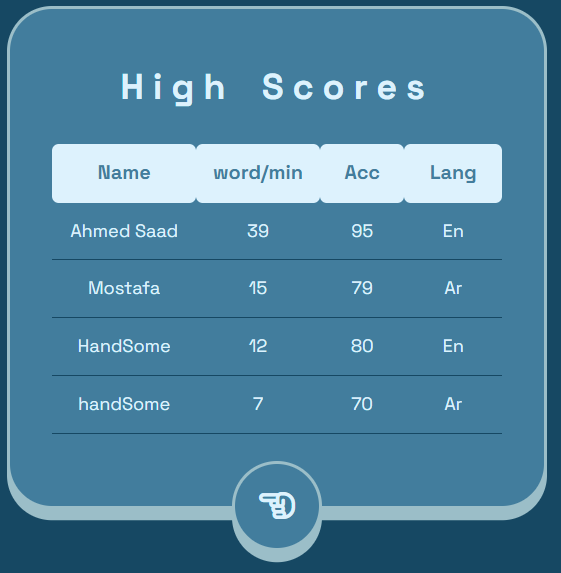 High Scores
Name word/min Acc Lang
Ahmed Saad 39 95 En
Mostafa 15 79 Ar
HandSome 12 80 En
handSome 7 70 Ar